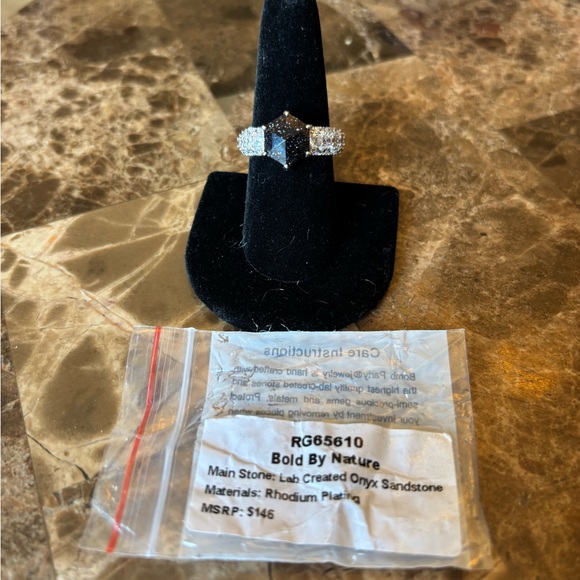 Care Instructions
Bomb Party® jewelry is hand crafted with
the highest quality lab-created stones and
semi-precious gems and metals. Protect
your investment by removing pieces when
RG65610
Bold By Nature
Main Stone: Lab Created Onyx Sandstone
Materials: Rhodium Plating
MSRP: $146